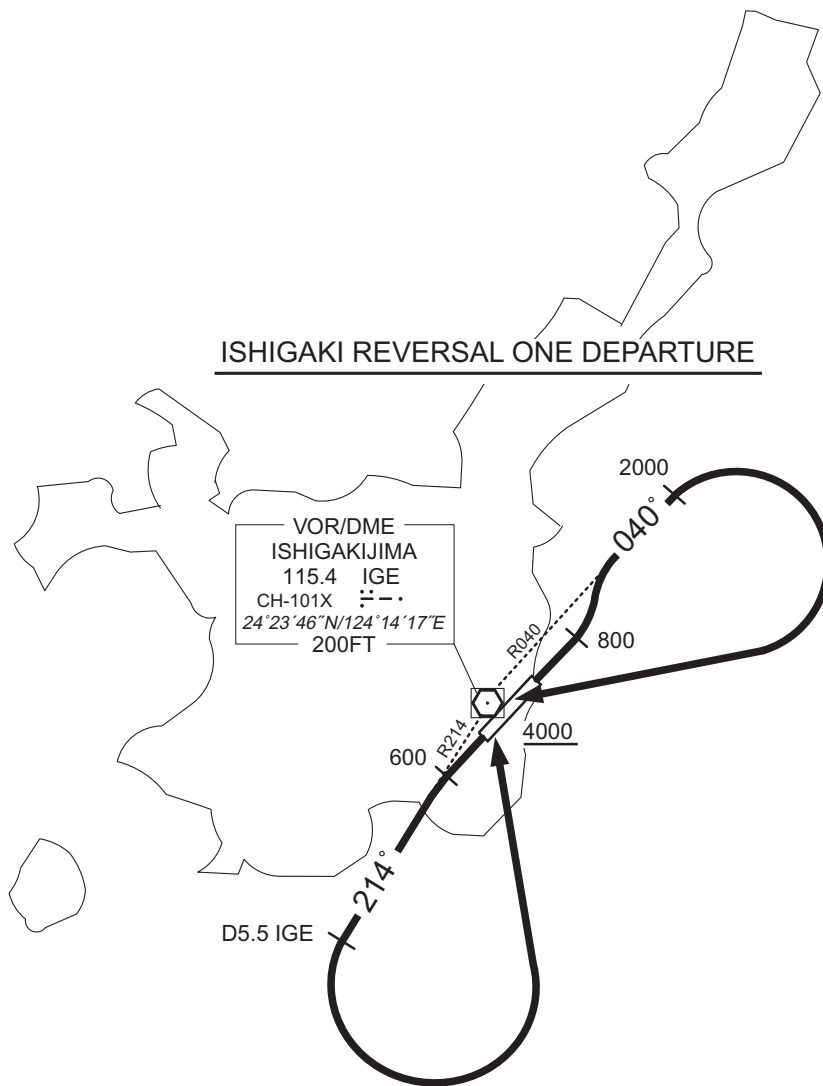 ISHIGAKI REVERSAL ONE DEPARTURE
2000
040°
VOR/DME
ISHIGAKIJIMA
115.4 IGE
CH-101X
24°23′46″N/124°14′17″E
200FT
R040
800
4000
R214
600
214°
D5.5 IGE